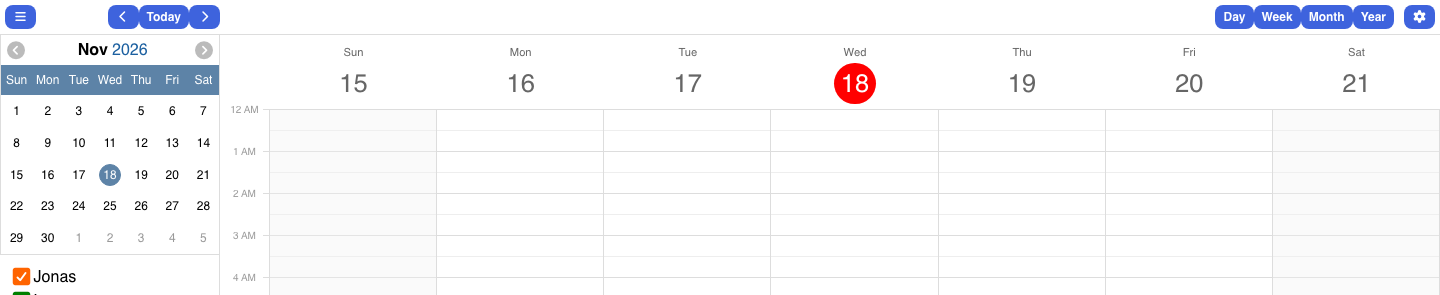 Today
Day Week Month Year
Nov 2026
Sun Mon Tue Wed Thu Fri Sat
1 2 3 4 5 6 7
8 9 10 11 12 13 14
15 16 17 18 19 20 21
22 23 24 25 26 27 28
29 30 1 2 3 4 5
Jonas
Sun Mon Tue Wed Thu Fri Sat
15 16 17 18 19 20 21
12 AM
1 AM
2 AM
3 AM
4 AM